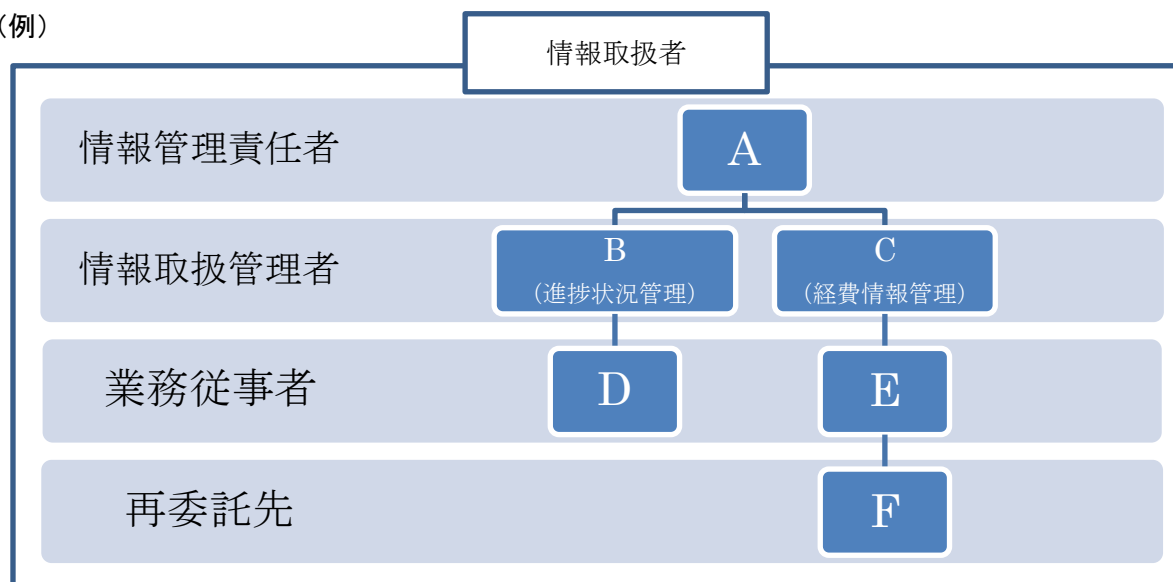 （例）
情報取扱者
情報管理責任者
A
情報取扱管理者
B
（進捗状況管理）
C
（経費情報管理）
業務従事者
D
E
再委託先
F